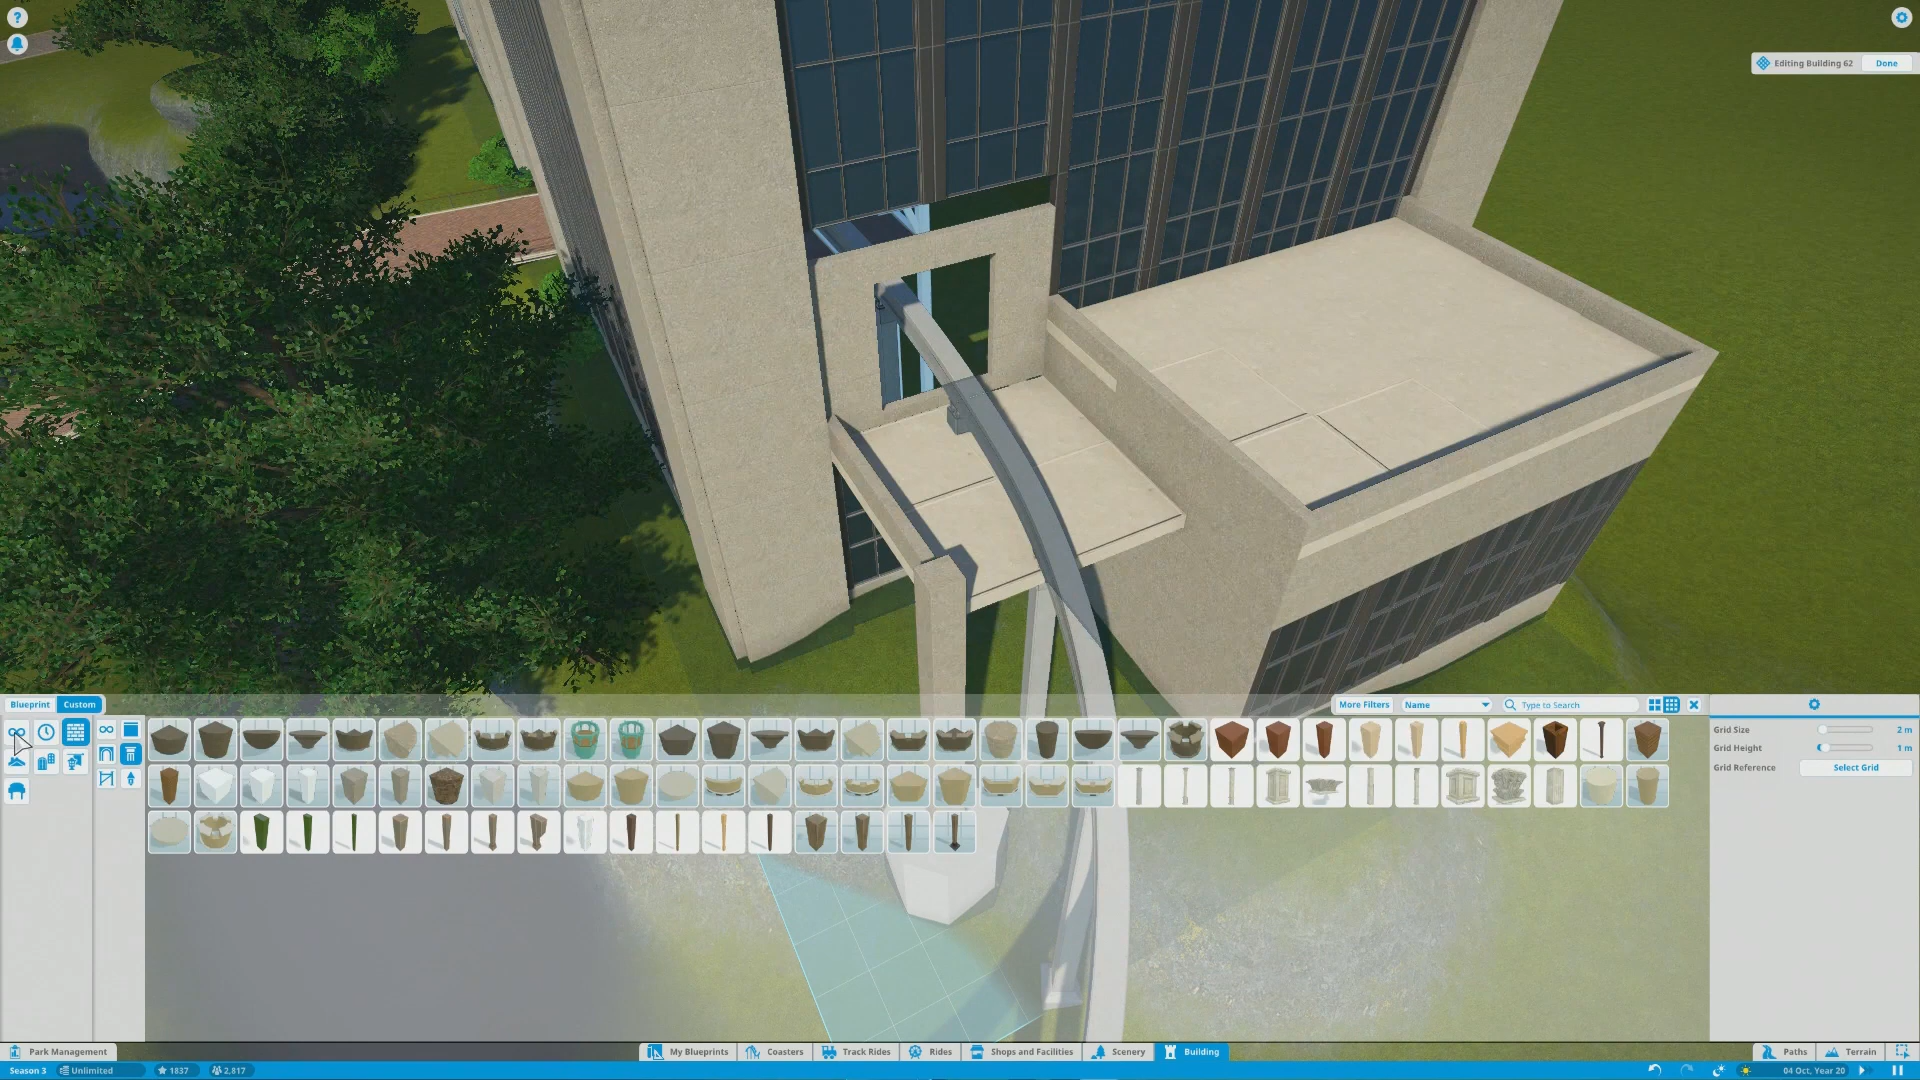 ?
Editing Building 62 Done
Blueprint Custom More Filters Name Type to Search
Grid Size 2 m
Grid Height 1 m
Grid Reference Select Grid
Park Management My Blueprints Coasters Track Rides Rides Shops and Facilities Scenery Building Paths Terrain
Season 3 Unlimited 1837 2,817 04 Oct, Year 20